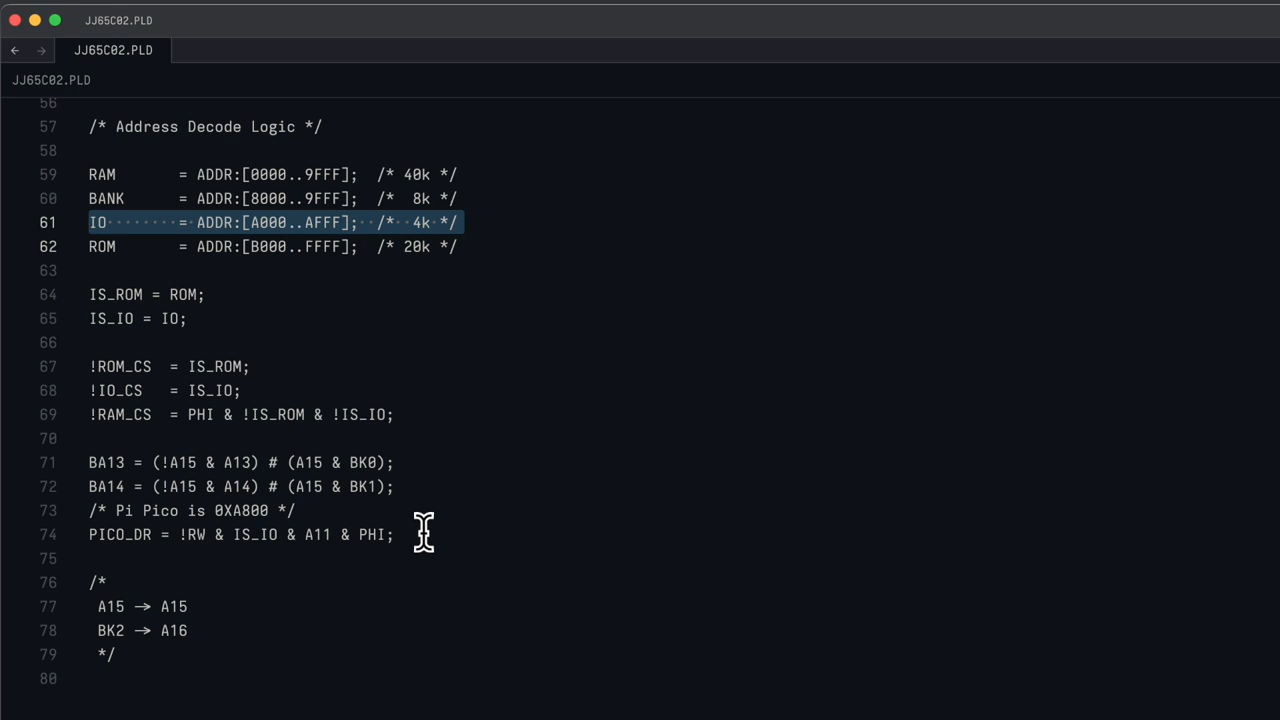 JJ65C02.PLD
← → JJ65C02.PLD
JJ65C02.PLD
56
57 /* Address Decode Logic */
58
59 RAM       = ADDR:[0000..9FFF];  /* 40k */
60 BANK      = ADDR:[8000..9FFF];  /*  8k */
61 IO········=·ADDR:[A000..AFFF];··/*··4k·*/
62 ROM       = ADDR:[B000..FFFF];  /* 20k */
63
64 IS_ROM = ROM;
65 IS_IO = IO;
66
67 !ROM_CS  = IS_ROM;
68 !IO_CS   = IS_IO;
69 !RAM_CS  = PHI & !IS_ROM & !IS_IO;
70
71 BA13 = (!A15 & A13) # (A15 & BK0);
72 BA14 = (!A15 & A14) # (A15 & BK1);
73 /* Pi Pico is 0XA800 */
74 PICO_DR = !RW & IS_IO & A11 & PHI;
75
76 /*
77  A15 → A15
78  BK2 → A16
79  */
80